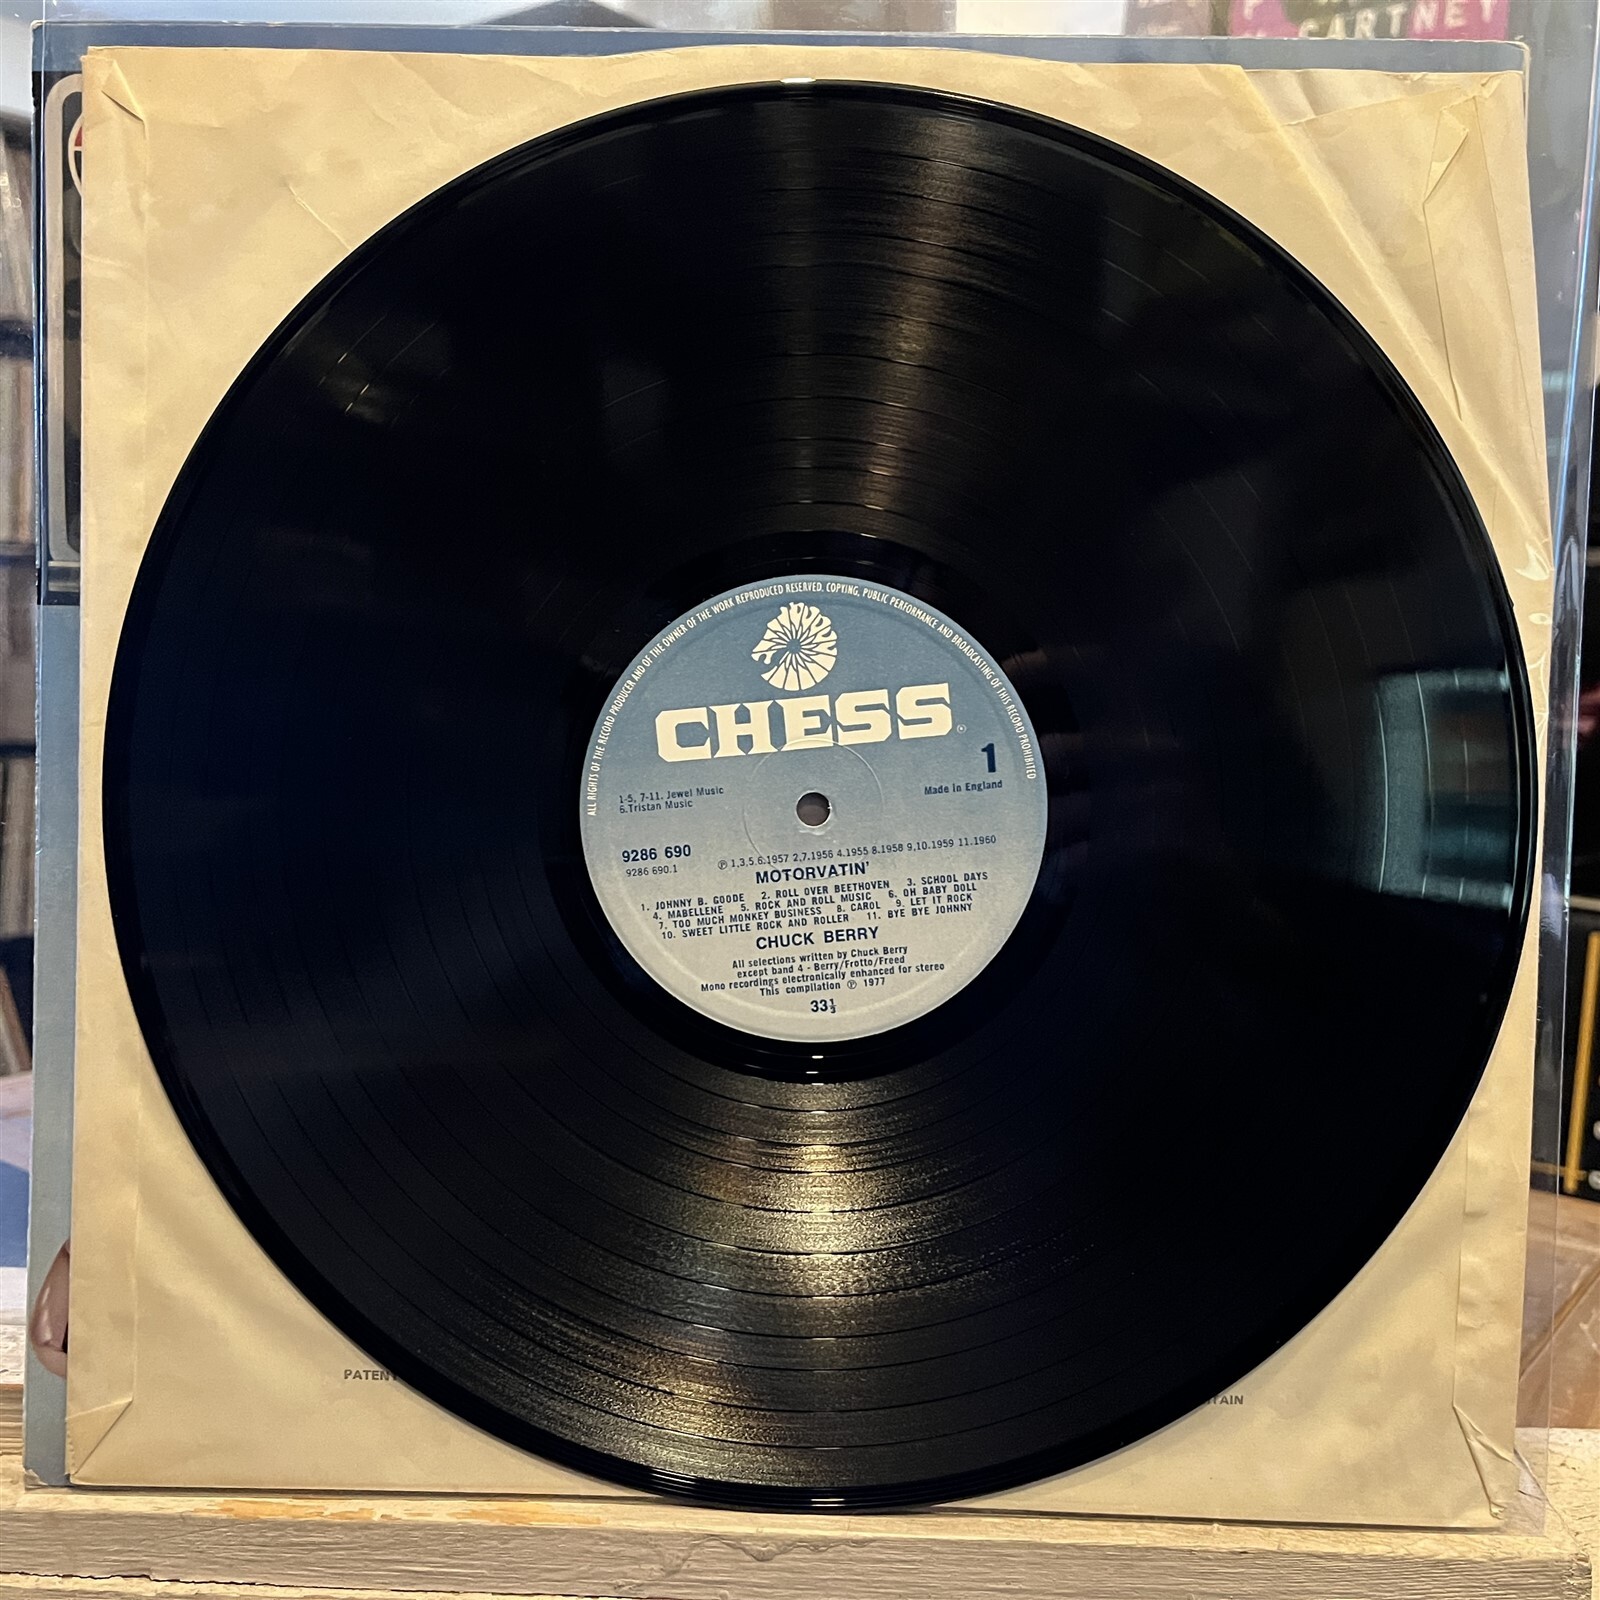 CARTNEY
ALL RIGHTS OF THE RECORD PRODUCER AND OF THE OWNER OF THE WORK REPRODUCED RESERVED. COPYING, PUBLIC PERFORMANCE AND BROADCASTING OF THIS RECORD PROHIBITED
CHESS
1
1-5, 7-11. Jewel Music
6.Tristan Music
Made in England
9286 690
9286 690.1
℗ 1,3,5,6.1957 2,7.1956 4.1955 8.1958 9,10.1959 11.1960
MOTORVATIN'
1. JOHNNY B. GOODE 2. ROLL OVER BEETHOVEN 3. SCHOOL DAYS
4. MABELLENE 5. ROCK AND ROLL MUSIC 6. OH BABY DOLL
7. TOO MUCH MONKEY BUSINESS 8. CAROL 9. LET IT ROCK
10. SWEET LITTLE ROCK AND ROLLER 11. BYE BYE JOHNNY
CHUCK BERRY
All selections written by Chuck Berry
except band 4 - Berry/Frotto/Freed
Mono recordings electronically enhanced for stereo
This compilation ℗ 1977
33⅓
PATENT
TAIN